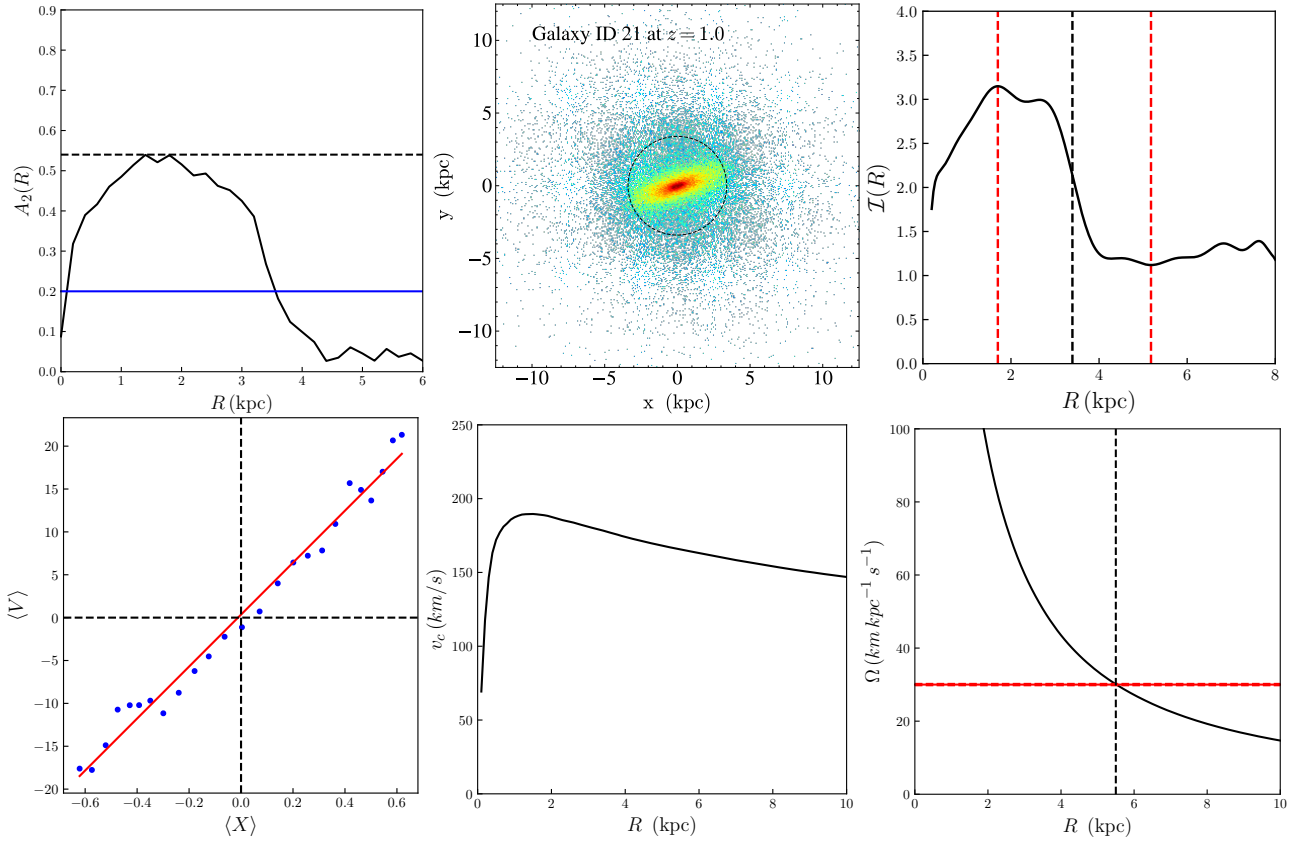 0.9
0.8
0.7
0.6
0.5
0.4
0.3
0.2
0.1
0.0
A₂(R)
0 1 2 3 4 5 6
R (kpc)
Galaxy ID 21 at z = 1.0
10
5
0
−5
−10
y (kpc)
−10 −5 0 5 10
x (kpc)
4.0
3.5
3.0
2.5
2.0
1.5
1.0
0.5
0.0
ℐ(R)
0 2 4 6 8
R (kpc)
20
15
10
5
0
−5
−10
−15
−20
⟨V⟩
−0.6 −0.4 −0.2 0.0 0.2 0.4 0.6
⟨X⟩
250
200
150
100
50
0
v_c (km/s)
0 2 4 6 8 10
R (kpc)
100
80
60
40
20
0
Ω (km kpc⁻¹ s⁻¹)
0 2 4 6 8 10
R (kpc)